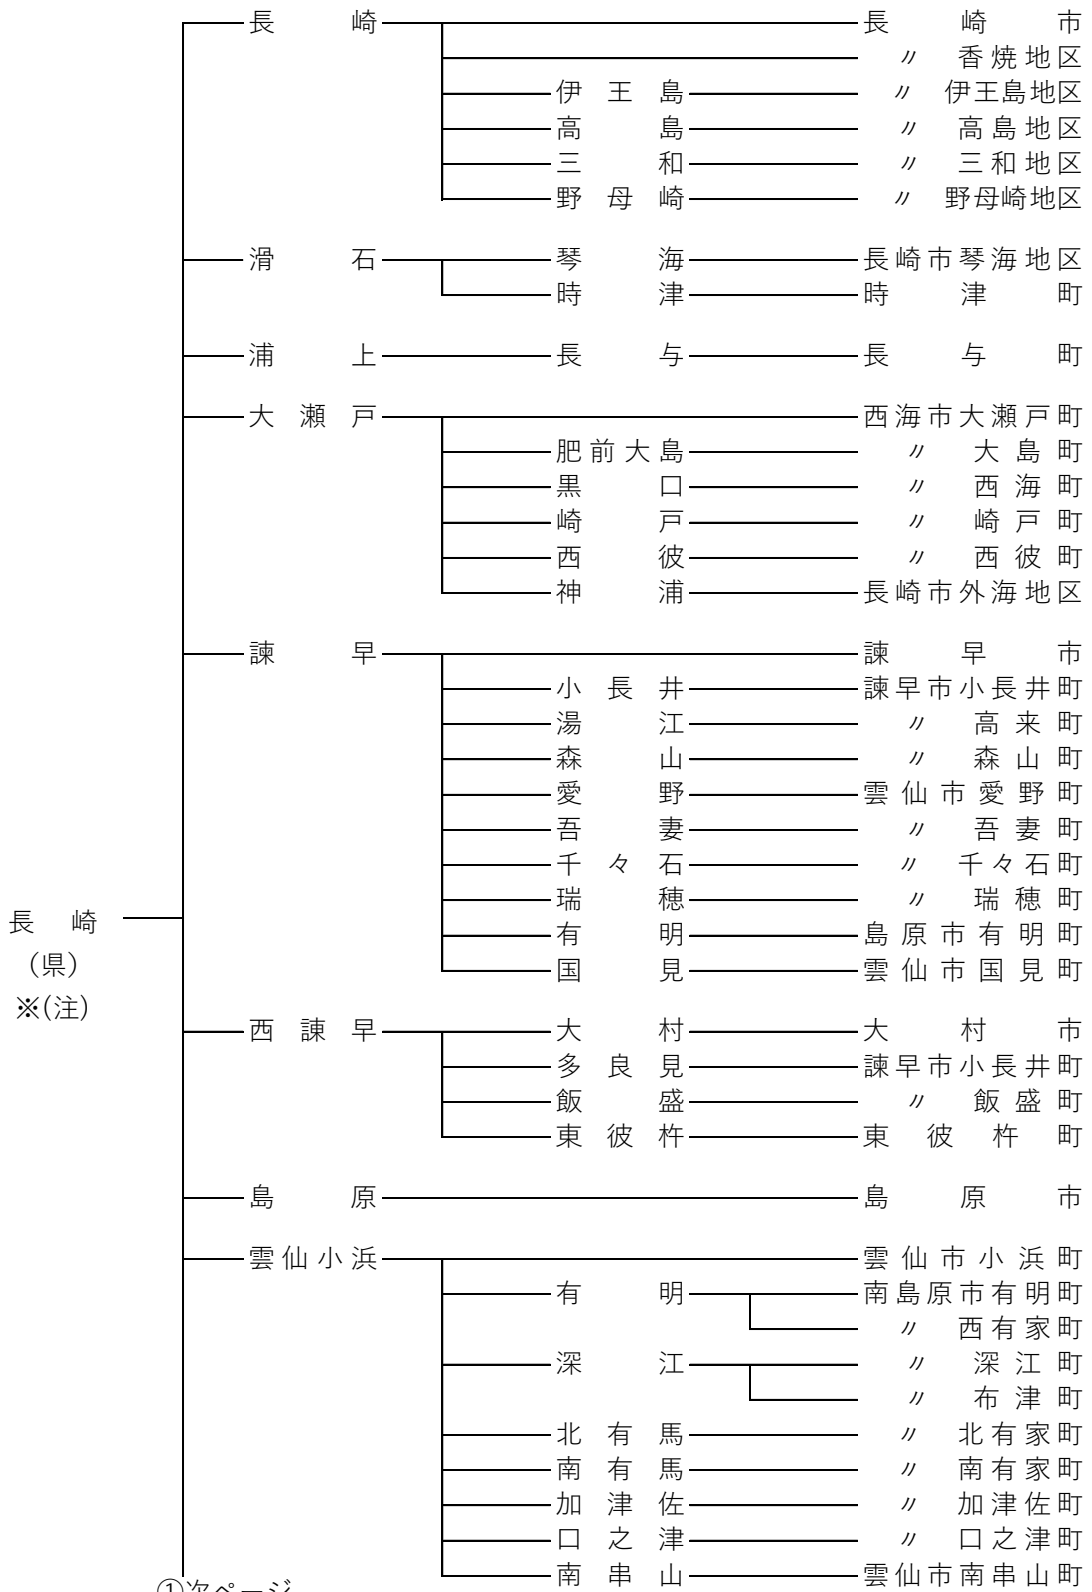 長崎 長崎市
〃 香焼地区
伊王島 〃 伊王島地区
高島 〃 高島地区
三和 〃 三和地区
野母崎 〃 野母崎地区
滑石 琴海 長崎市琴海地区
時津 時津町
浦上 長与 長与町
大瀬戸 西海市大瀬戸町
肥前大島 〃 大島町
黒口 〃 西海町
崎戸 〃 崎戸町
西彼 〃 西彼町
神浦 長崎市外海地区
諫早 諫早市
小長井 諫早市小長井町
湯江 〃 高来町
森山 〃 森山町
愛野 雲仙市愛野町
吾妻 〃 吾妻町
千々石 〃 千々石町
瑞穂 〃 瑞穂町
長崎 有明 島原市有明町
(県) 国見 雲仙市国見町
※(注)
西諫早 大村 大村市
多良見 諫早市小長井町
飯盛 〃 飯盛町
東彼杵 東彼杵町
島原 島原市
雲仙小浜 雲仙市小浜町
有明 南島原市有明町
〃 西有家町
深江 〃 深江町
〃 布津町
北有馬 〃 北有家町
南有馬 〃 南有家町
加津佐 〃 加津佐町
口之津 〃 口之津町
南串山 雲仙市南串山町
①次ページ